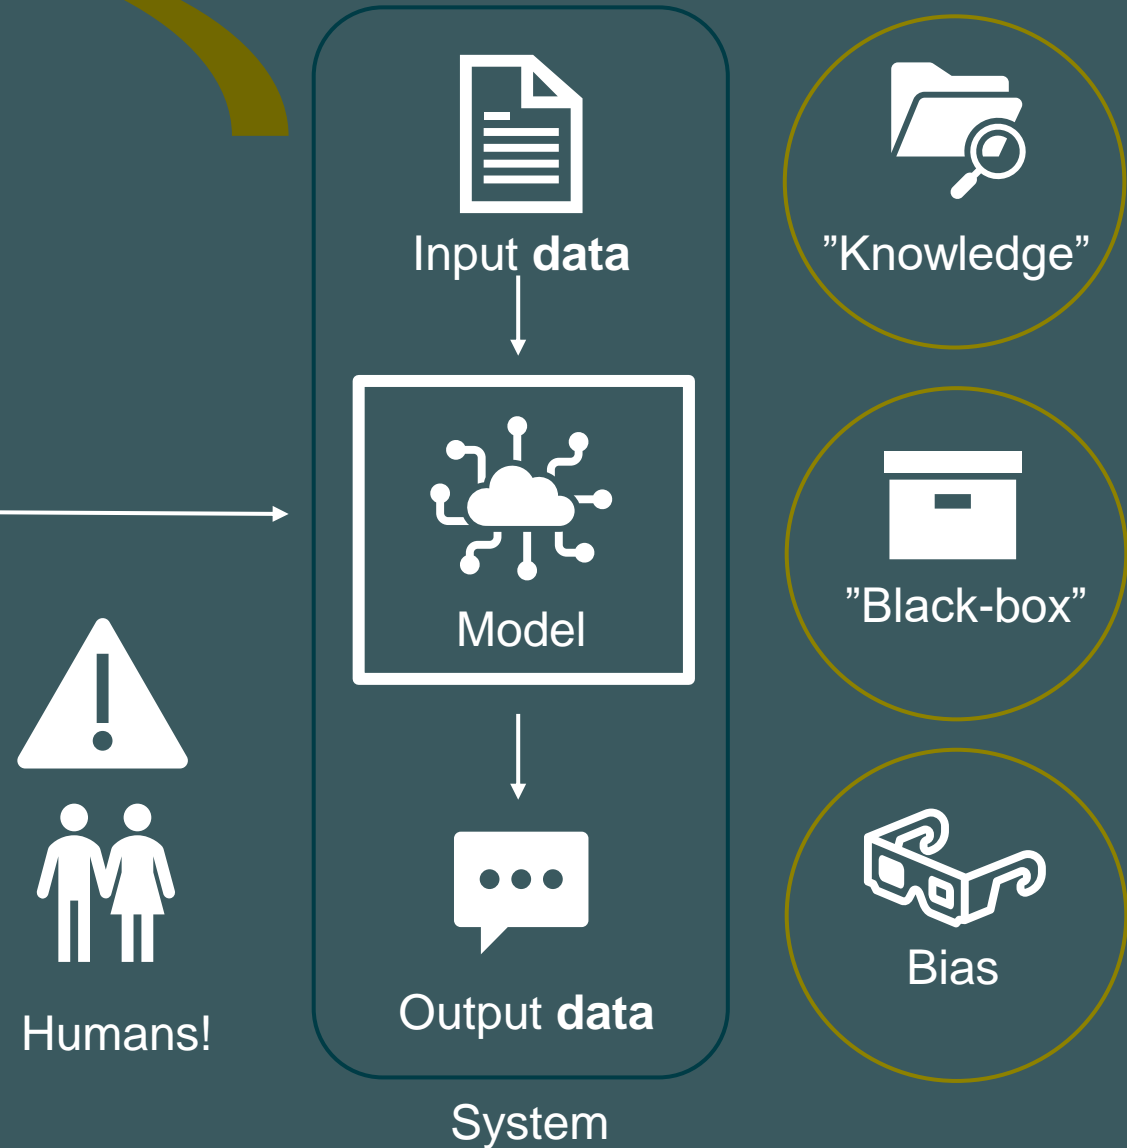 Input data
Model
Output data
System
Humans!
”Knowledge”
”Black-box”
Bias